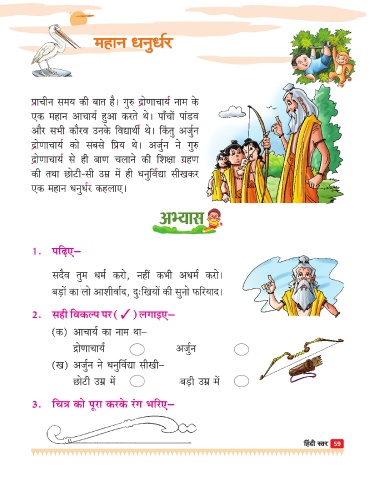 महान धनुर्धर
प्राचीन समय की बात है। गुरु द्रोणाचार्य नाम के
एक महान आचार्य हुआ करते थे। पाँचों पांडव
और सभी कौरव उनके विद्यार्थी थे। किंतु अर्जुन
द्रोणाचार्य को सबसे प्रिय थे। अर्जुन ने गुरु
द्रोणाचार्य से ही बाण चलाने की शिक्षा ग्रहण
की तथा छोटी-सी उम्र में ही धनुर्विद्या सीखकर
एक महान धनुर्धर कहलाए।
अभ्यास
1. पढ़िए–
सदैव तुम धर्म करो, नहीं कभी अधर्म करो।
बड़ों का लो आशीर्वाद, दुःखियों की सुनो फरियाद।
2. सही विकल्प पर (✓) लगाइए–
(क) आचार्य का नाम था–
द्रोणाचार्य अर्जुन
(ख) अर्जुन ने धनुर्विद्या सीखी–
छोटी उम्र में बड़ी उम्र में
3. चित्र को पूरा करके रंग भरिए–
हिंदी स्वर 59